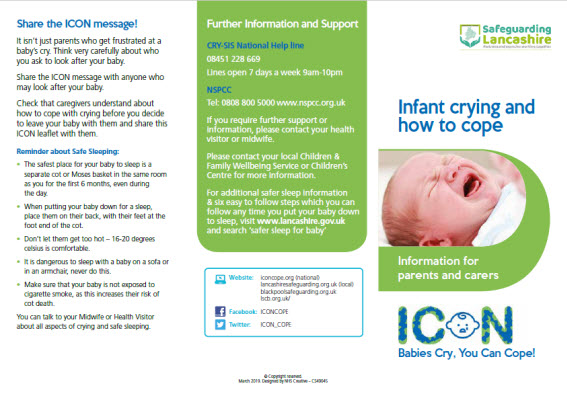 Share the ICON message!
It isn't just parents who get frustrated at a
baby's cry. Think very carefully about who
you ask to look after your baby.
Share the ICON message with anyone who
may look after your baby.
Check that caregivers understand about
how to cope with crying before you decide
to leave your baby with them and share this
ICON leaflet with them.
Reminder about Safe Sleeping:
• The safest place for your baby to sleep is a
separate cot or Moses basket in the same room
as you for the first 6 months, even during
the day.
• When putting your baby down for a sleep,
place them on their back, with their feet at the
foot end of the cot.
• Don't let them get too hot – 16-20 degrees
celsius is comfortable.
• It is dangerous to sleep with a baby on a sofa or
in an armchair, never do this.
• Make sure that your baby is not exposed to
cigarette smoke, as this increases their risk of
cot death.
You can talk to your Midwife or Health Visitor
about all aspects of crying and safe sleeping.
Further Information and Support
CRY-SIS National Help line
08451 228 669
Lines open 7 days a week 9am-10pm
NSPCC
Tel: 0808 800 5000 www.nspcc.org.uk
If you require further support or
information, please contact your health
visitor or midwife.
Please contact your local Children &
Family Wellbeing Service or Children's
Centre for more information.
For additional safer sleep information
& six easy to follow steps which you can
follow any time you put your baby down
to sleep, visit www.lancashire.gov.uk
and search 'safer sleep for baby'
Website: iconcope.org (national)
lancashiresafeguarding.org.uk (local)
blackpoolsafeguarding.org.uk
lscb.org.uk/
Facebook: ICONCOPE
Twitter: ICON_COPE
© Copyright reserved.
March 2019. Designed by NHS Creative –
Safeguarding
Lancashire
Infant crying and
how to cope
Information for
parents and carers
ICON
Babies Cry, You Can Cope!